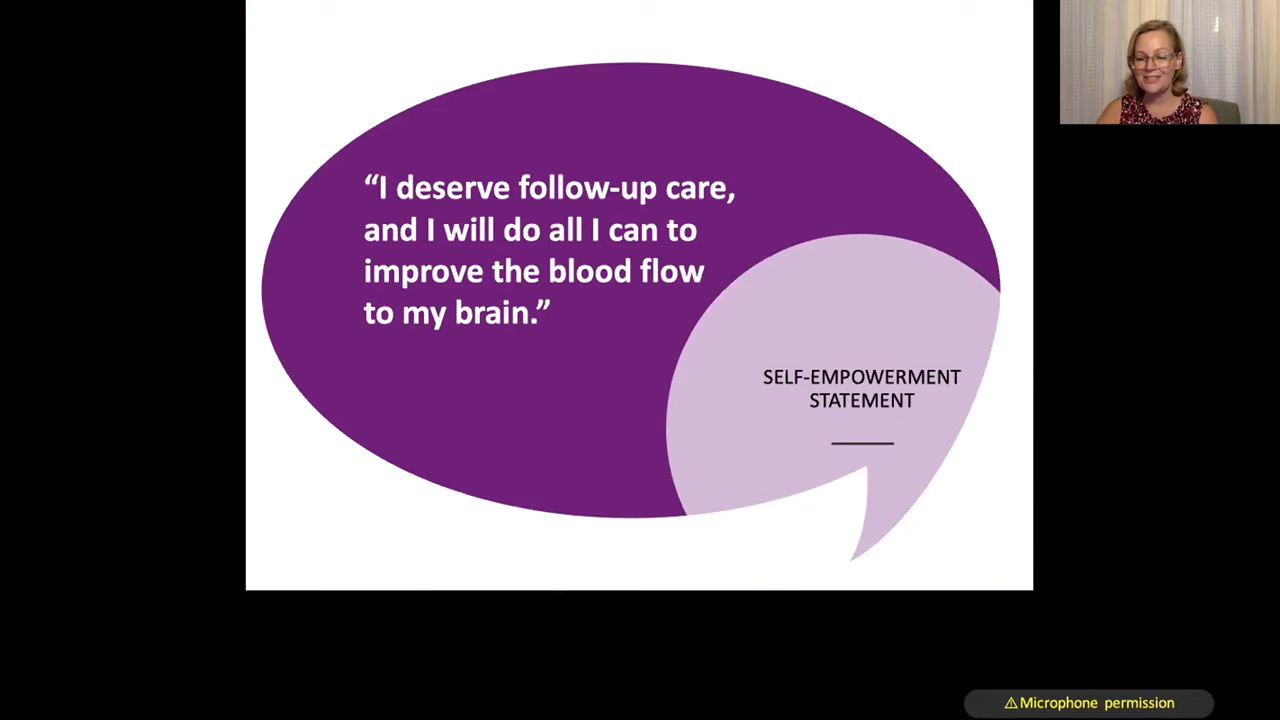 “I deserve follow-up care,
and I will do all I can to
improve the blood flow
to my brain.”
SELF-EMPOWERMENT
STATEMENT
⚠Microphone permission